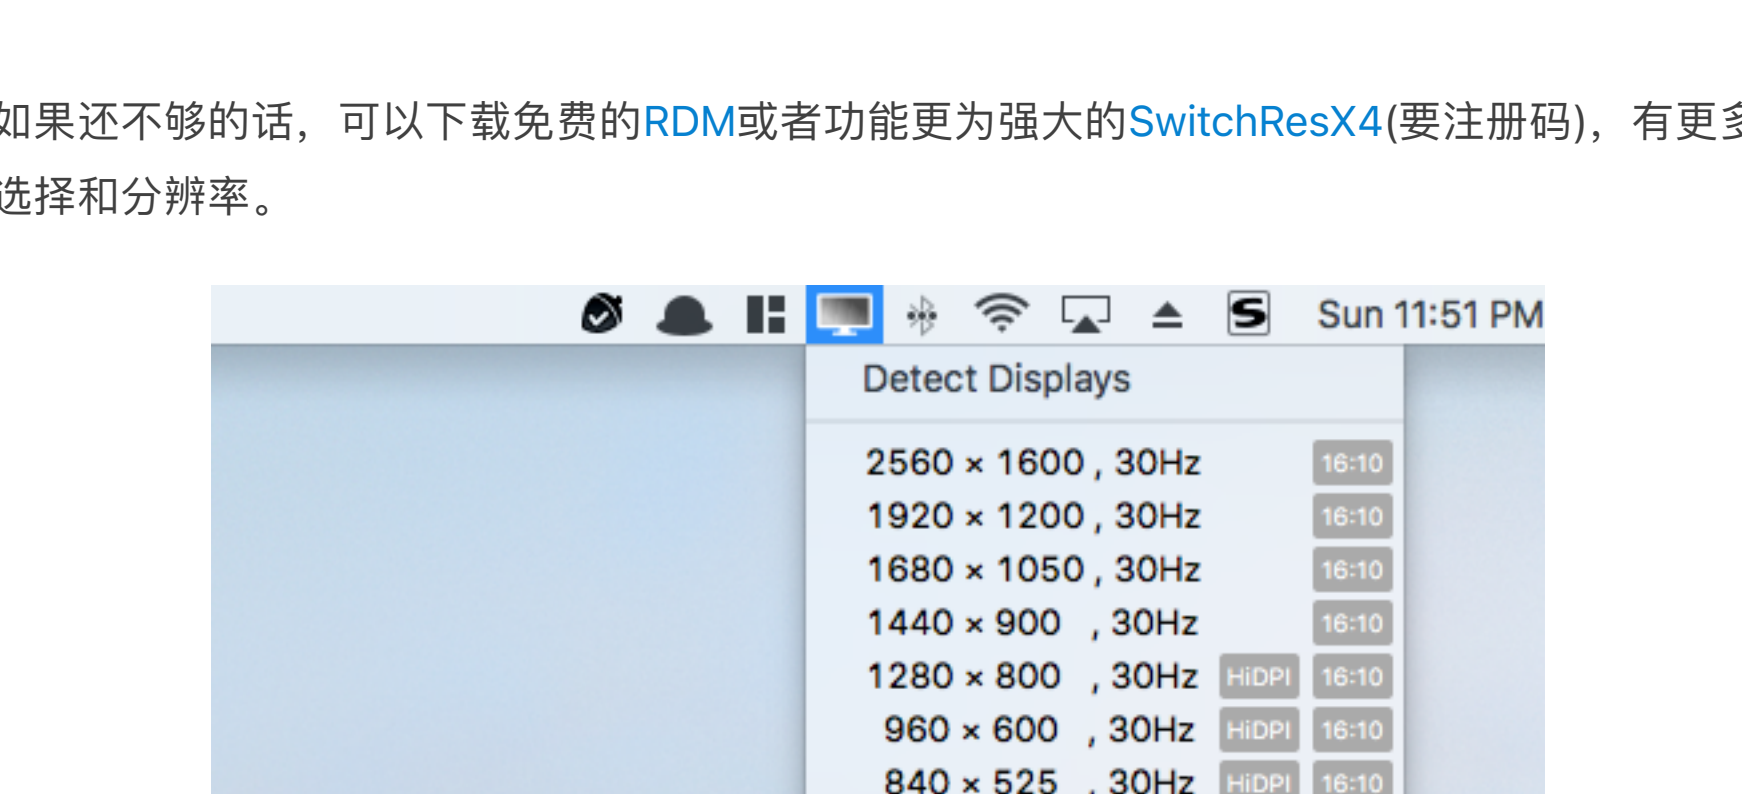 如果还不够的话，可以下载免费的RDM或者功能更为强大的SwitchResX4(要注册码)，有更多
选择和分辨率。
Sun 11:51 PM
Detect Displays
2560 × 1600 , 30Hz 16:10
1920 × 1200 , 30Hz 16:10
1680 × 1050 , 30Hz 16:10
1440 × 900 , 30Hz 16:10
1280 × 800 , 30Hz HiDPI 16:10
960 × 600 , 30Hz HiDPI 16:10
840 × 525 , 30Hz HiDPI 16:10